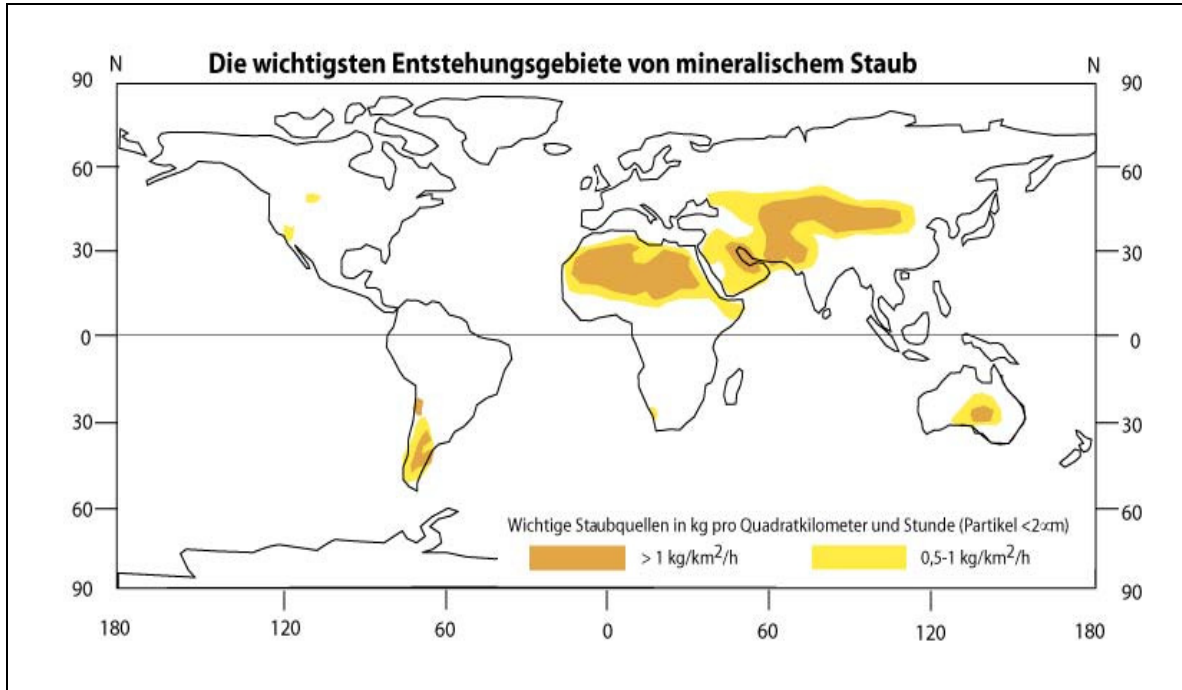 Die wichtigsten Entstehungsgebiete von mineralischem Staub
N N
90 90
60 60
30 30
0 0
30 30
60 60
Wichtige Staubquellen in kg pro Quadratkilometer und Stunde (Partikel <2∝m)
> 1 kg/km²/h 0,5-1 kg/km²/h
90 90
180 120 60 0 60 120 180